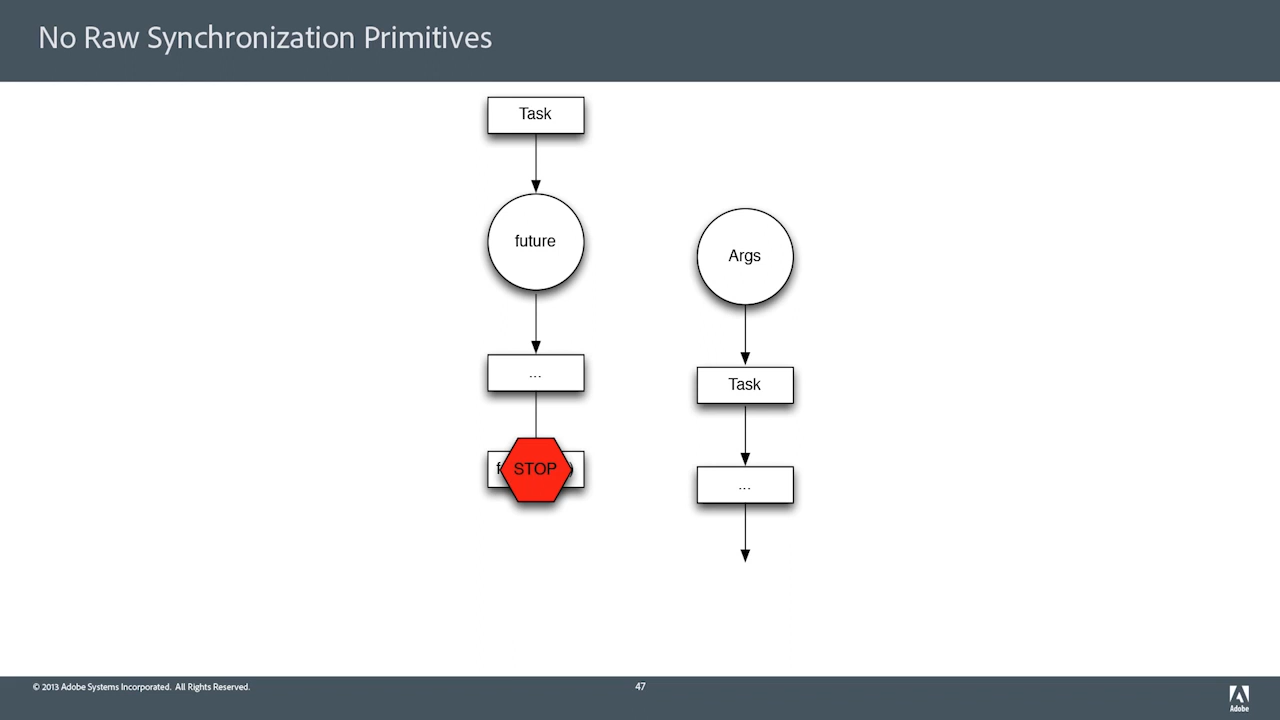 No Raw Synchronization Primitives
Task
future
Args
...
Task
STOP
...
© 2013 Adobe Systems Incorporated. All Rights Reserved.
47
Adobe